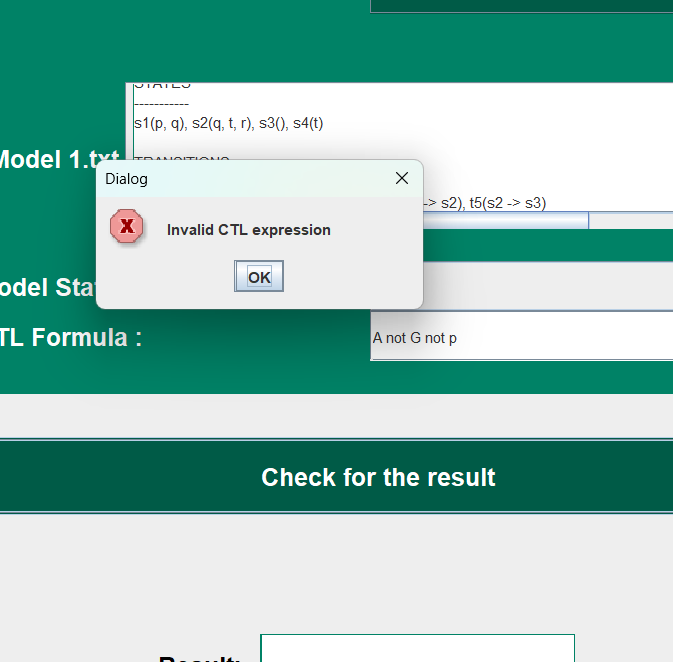 STATES
-----------
s1(p, q), s2(q, t, r), s3(), s4(t)
Model 1.txt
TRANSITIONS
Dialog
-> s2), t5(s2 -> s3)
Invalid CTL expression
OK
odel Sta
TL Formula :
A not G not p
Check for the result
Result: